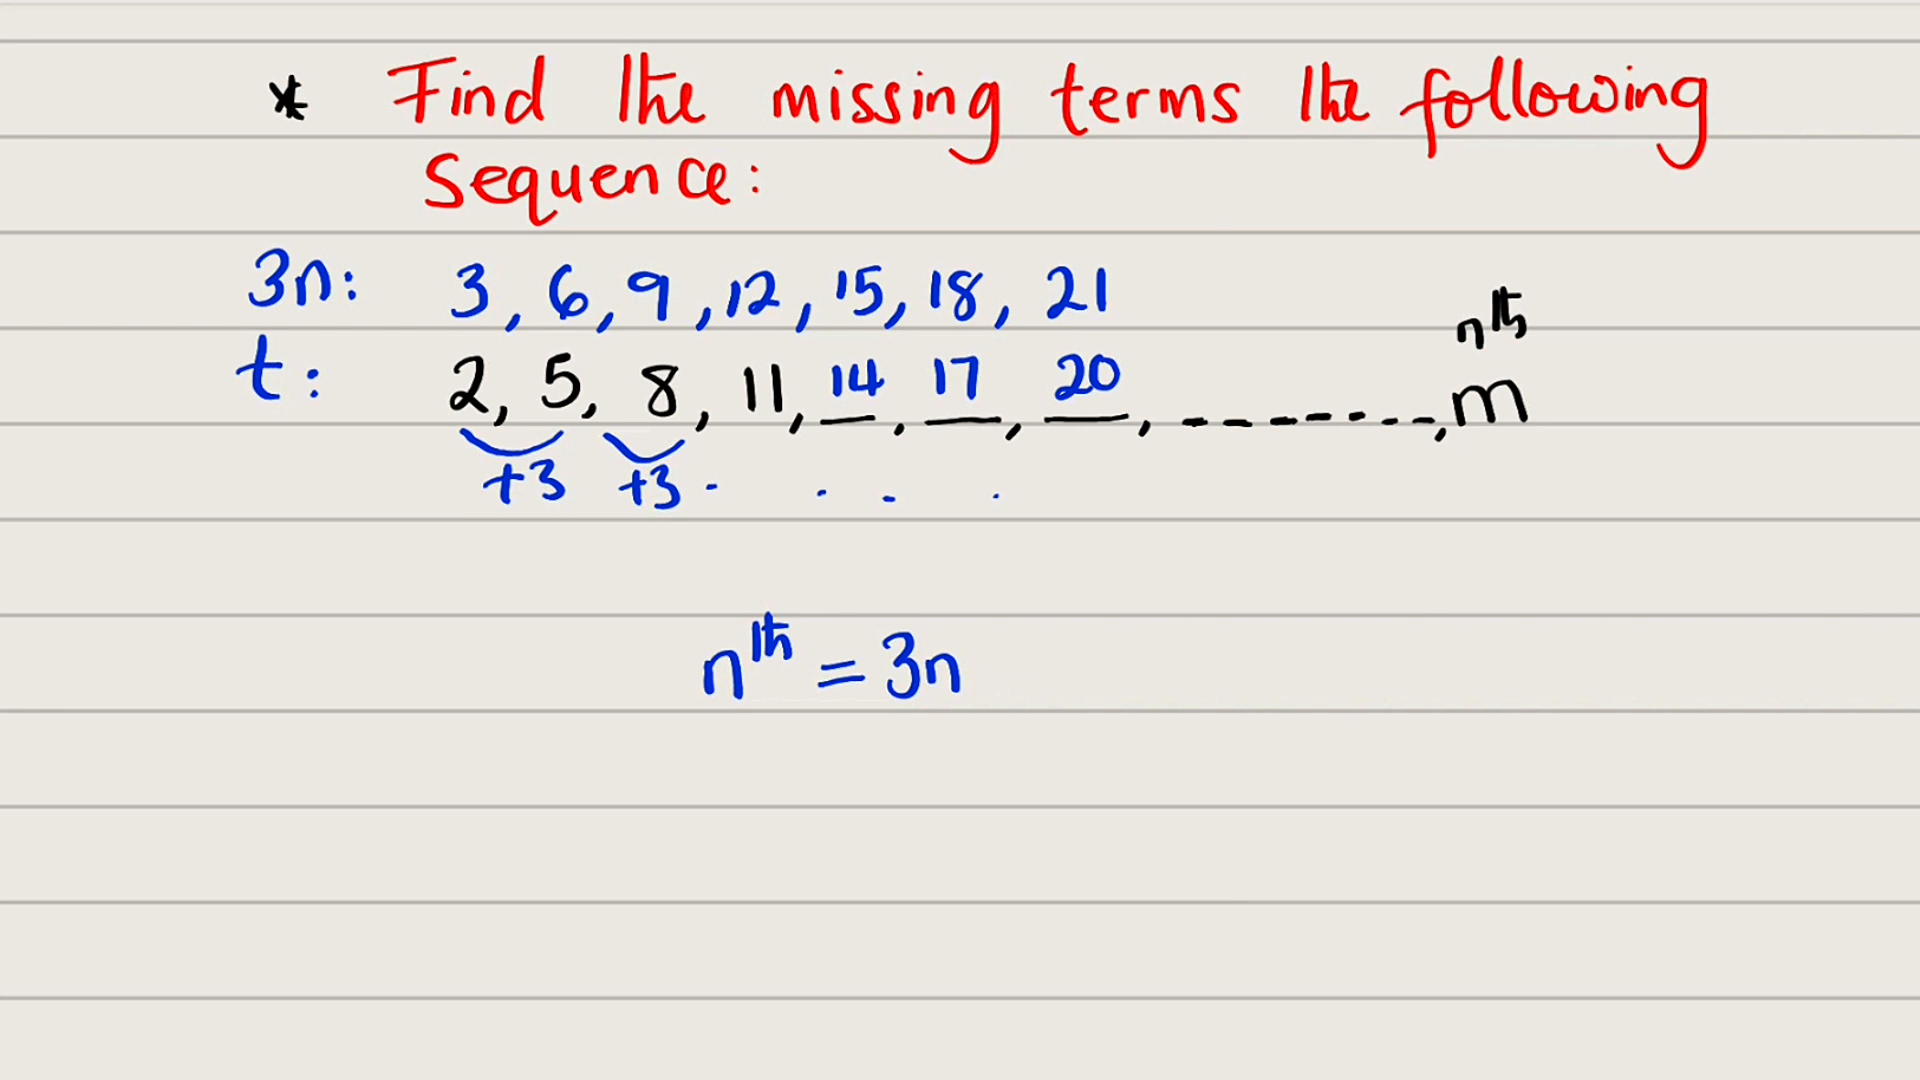 * Find the missing terms the following
Sequence:
3n: 3, 6, 9, 12, 15, 18, 21
nth
t: 2, 5, 8, 11, 14, 17, 20, ---------, m
+3 +3 . . . .
nth = 3n